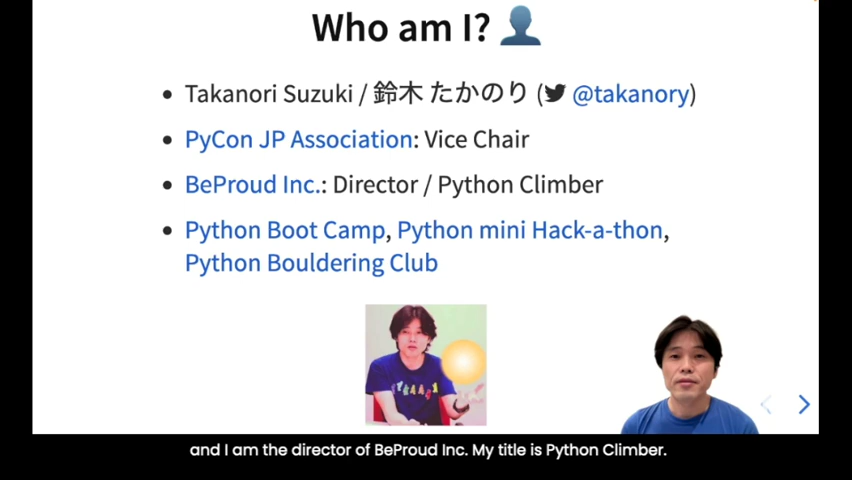 Who am I?
Takanori Suzuki / 鈴木 たかのり ( @takanory)
PyCon JP Association: Vice Chair
BeProud Inc.: Director / Python Climber
Python Boot Camp, Python mini Hack-a-thon,
Python Bouldering Club
and I am the director of BeProud Inc. My title is Python Climber.